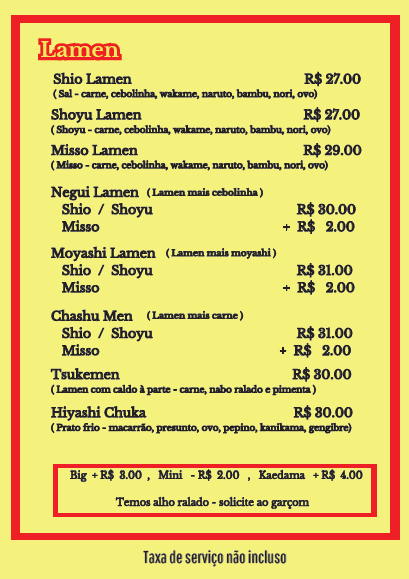 Lamen
Shio Lamen R$ 27.00
( Sal - carne, cebolinha, wakame, naruto, bambu, nori, ovo)
Shoyu Lamen R$ 27.00
( Shoyu - carne, cebolinha, wakame, naruto, bambu, nori, ovo)
Misso Lamen R$ 29.00
( Misso - carne, cebolinha, wakame, naruto, bambu, nori, ovo)
Negui Lamen ( Lamen mais cebolinha )
Shio / Shoyu R$ 30.00
Misso + R$ 2.00
Moyashi Lamen ( Lamen mais moyashi )
Shio / Shoyu R$ 31.00
Misso + R$ 2.00
Chashu Men ( Lamen mais carne )
Shio / Shoyu R$ 31.00
Misso + R$ 2.00
Tsukemen R$ 30.00
( Lamen com caldo à parte - carne, nabo ralado e pimenta )
Hiyashi Chuka R$ 30.00
( Prato frio - macarrão, presunto, ovo, pepino, kanikama, gengibre)
Big + R$ 3.00 , Mini - R$ 2.00 , Kaedama + R$ 4.00
Temos alho ralado - solicite ao garçom
Taxa de serviço não incluso